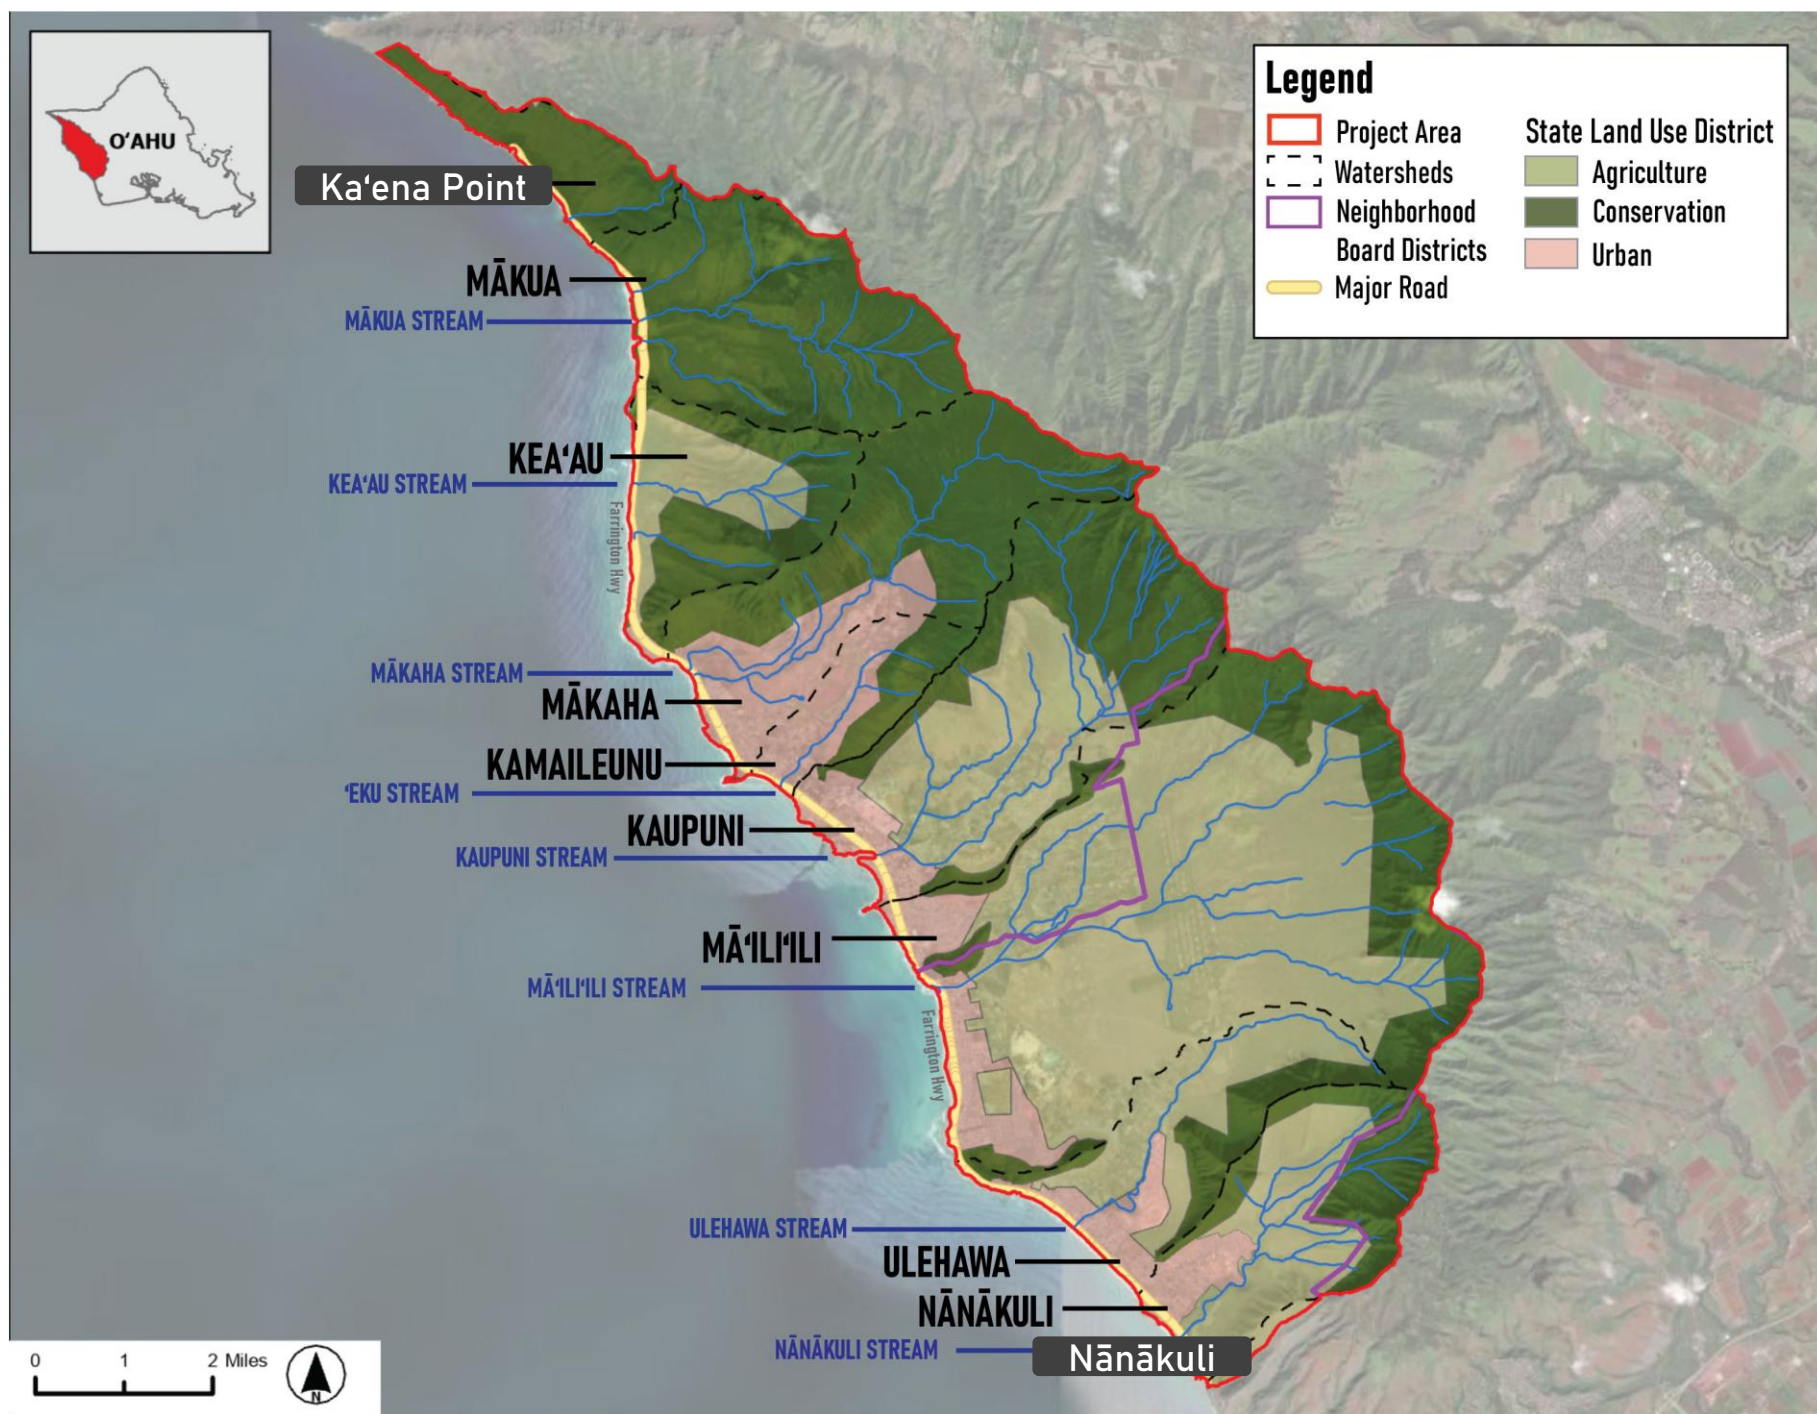 O‘AHU
Legend
Project Area
Watersheds
Neighborhood
Board Districts
Major Road
State Land Use District
Agriculture
Conservation
Urban
Ka‘ena Point
MĀKUA
MĀKUA STREAM
KEA‘AU
KEA‘AU STREAM
Farrington Hwy
MĀKAHA STREAM
MĀKAHA
KAMAILEUNU
‘EKU STREAM
KAUPUNI
KAUPUNI STREAM
MĀ‘ILI‘ILI
MĀ‘ILI‘ILI STREAM
Farrington Hwy
ULEHAWA STREAM
ULEHAWA
NĀNĀKULI
NĀNĀKULI STREAM
Nānākuli
0 1 2 Miles
N